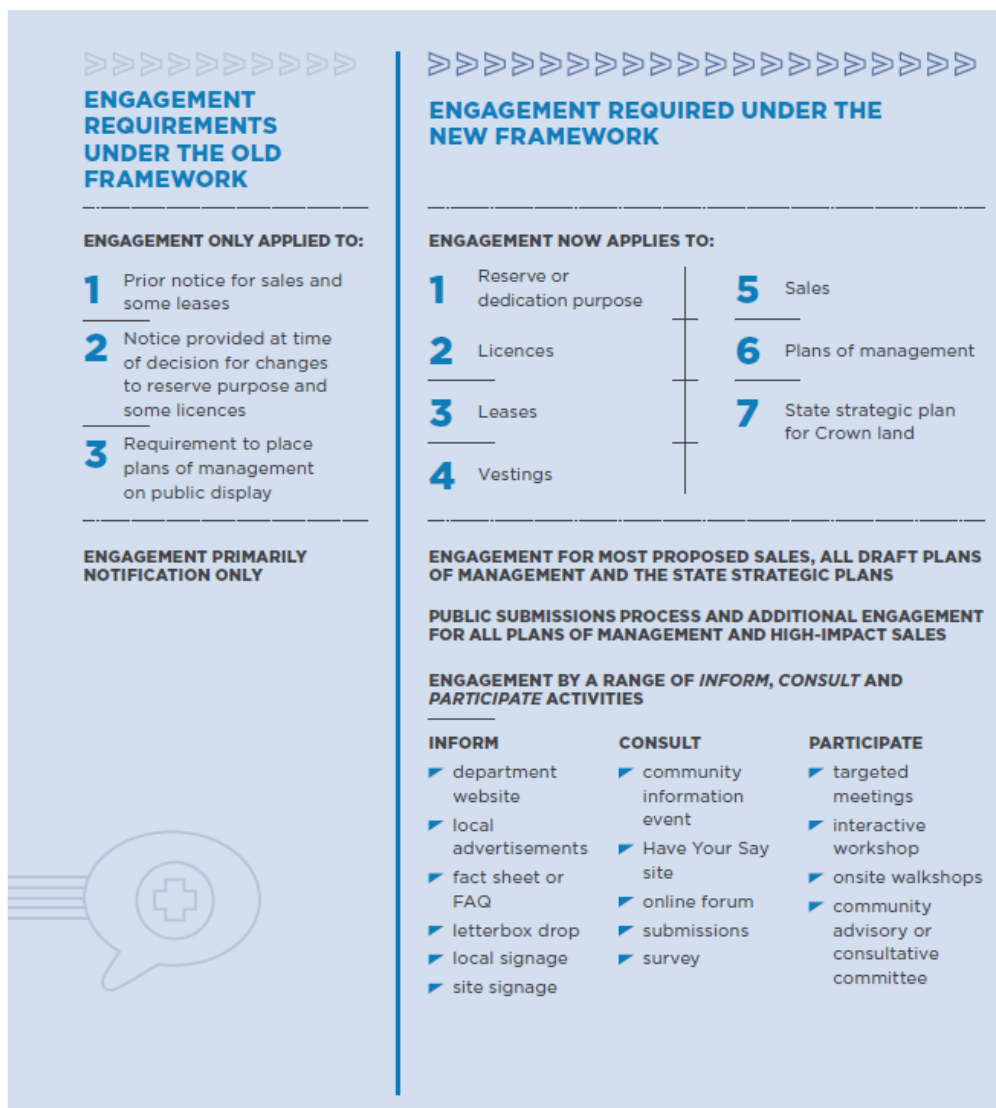 ENGAGEMENT
REQUIREMENTS
UNDER THE OLD
FRAMEWORK
ENGAGEMENT ONLY APPLIED TO:
1 Prior notice for sales and
some leases
2 Notice provided at time
of decision for changes
to reserve purpose and
some licences
3 Requirement to place
plans of management
on public display
ENGAGEMENT PRIMARILY
NOTIFICATION ONLY
ENGAGEMENT REQUIRED UNDER THE
NEW FRAMEWORK
ENGAGEMENT NOW APPLIES TO:
1 Reserve or
dedication purpose
2 Licences
3 Leases
4 Vestings
5 Sales
6 Plans of management
7 State strategic plan
for Crown land
ENGAGEMENT FOR MOST PROPOSED SALES, ALL DRAFT PLANS
OF MANAGEMENT AND THE STATE STRATEGIC PLANS
PUBLIC SUBMISSIONS PROCESS AND ADDITIONAL ENGAGEMENT
FOR ALL PLANS OF MANAGEMENT AND HIGH-IMPACT SALES
ENGAGEMENT BY A RANGE OF INFORM, CONSULT AND
PARTICIPATE ACTIVITIES
INFORM
department
website
local
advertisements
fact sheet or
FAQ
letterbox drop
local signage
site signage
CONSULT
community
information
event
Have Your Say
site
online forum
submissions
survey
PARTICIPATE
targeted
meetings
interactive
workshop
onsite walkshops
community
advisory or
consultative
committee